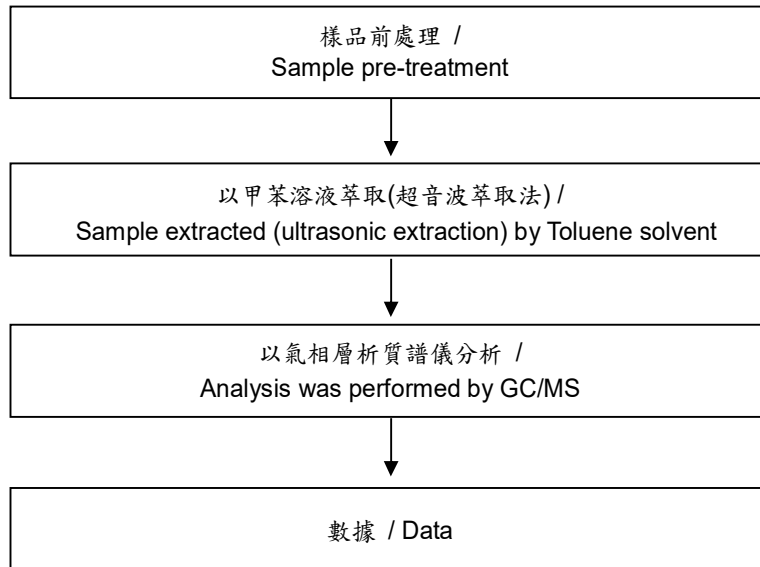 樣品前處理 /
Sample pre-treatment
以甲苯溶液萃取(超音波萃取法) /
Sample extracted (ultrasonic extraction) by Toluene solvent
以氣相層析質譜儀分析 /
Analysis was performed by GC/MS
數據 / Data